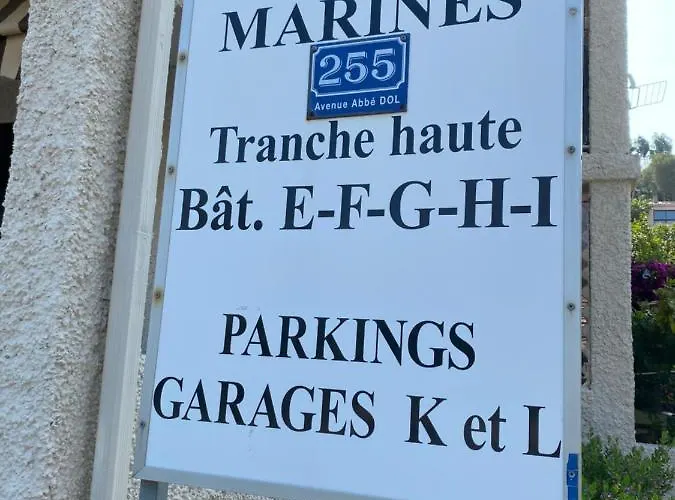 MARINES
255
Avenue Abbé DOL
Tranche haute
Bât. E-F-G-H-I
PARKINGS
GARAGES K et L